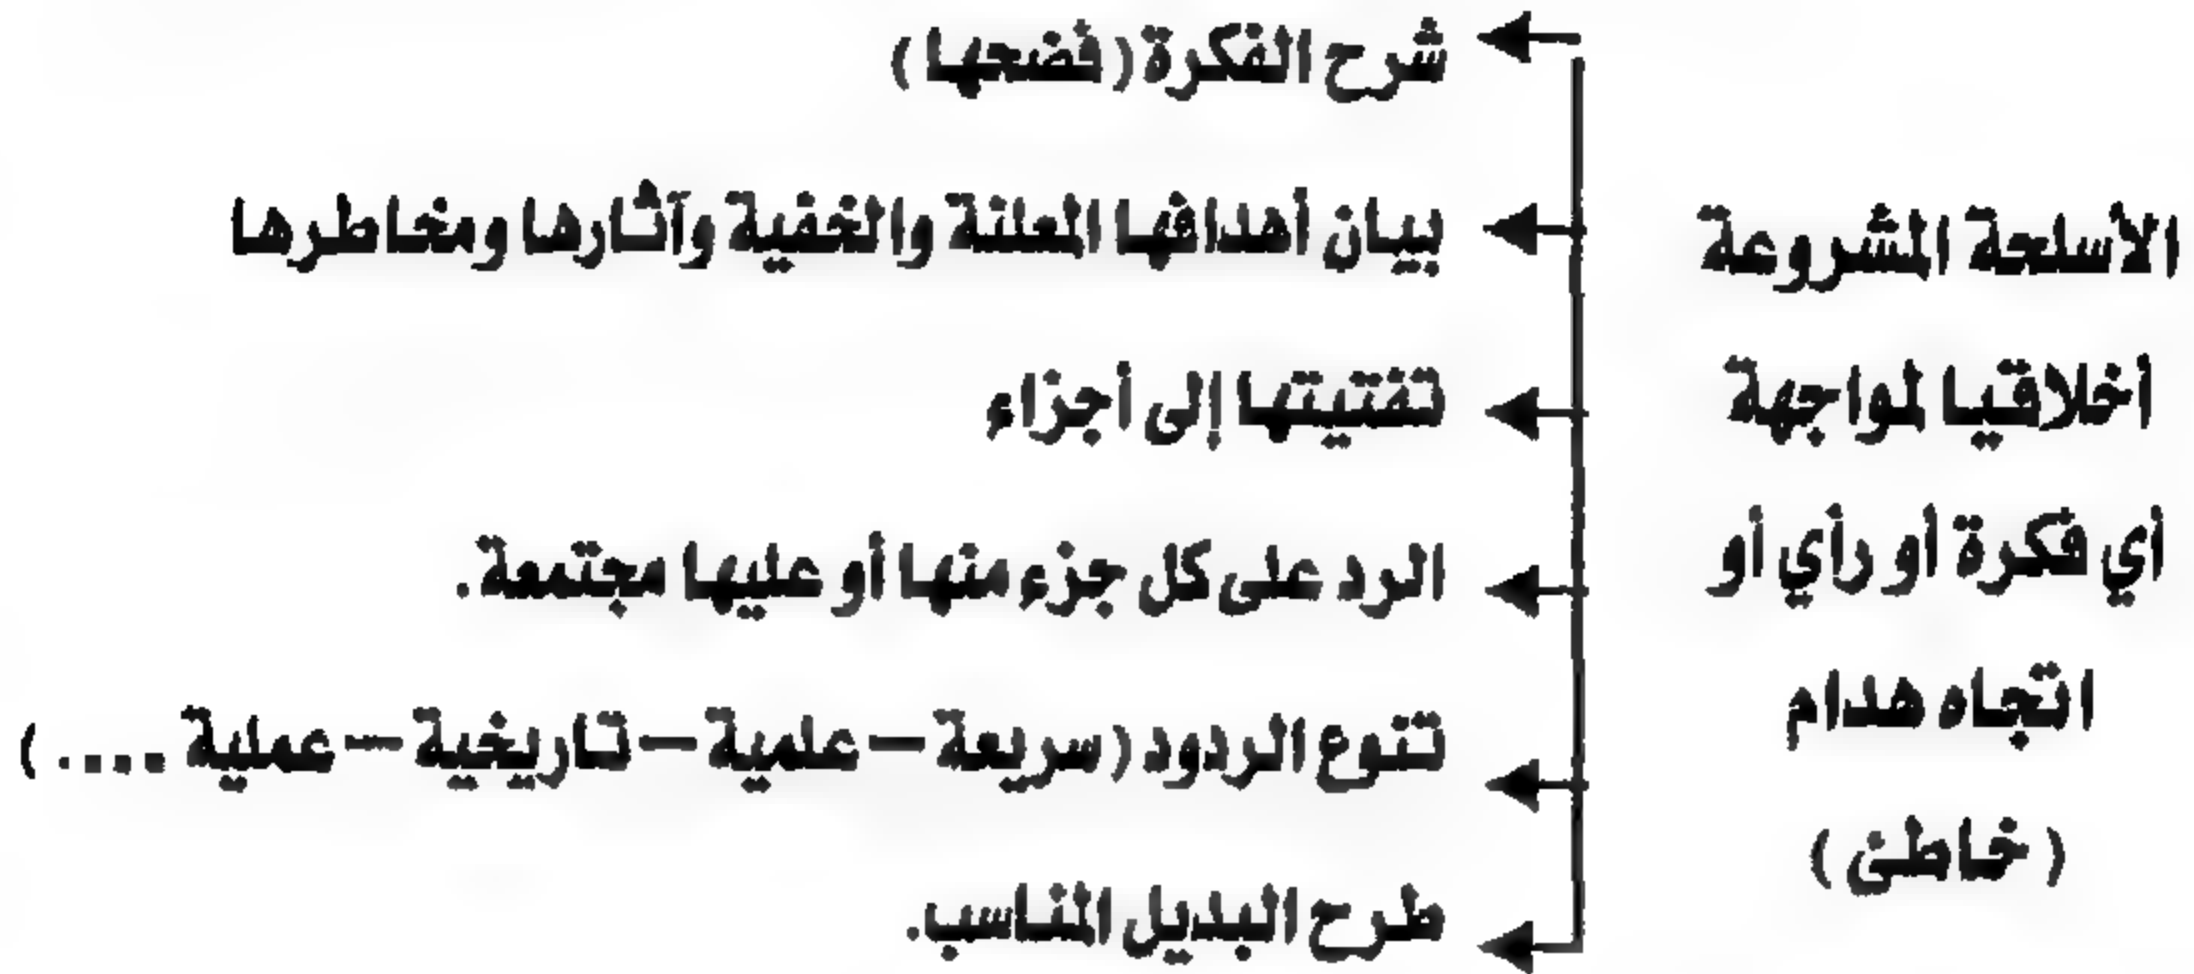 الأسلحة المشروعة
أخلاقيا لمواجهة
أي فكرة أو رأي أو
اتجاه هدام
( خاطئ )
شرح الفكرة ( فضحها )
بيان أهدافها المعلنة والخفية وآثارها ومخاطرها
تفتيتها إلى أجزاء
الرد على كل جزء منها أو عليها مجتمعة .
تنوع الردود ( سريعة – علمية – تاريخية – عملية .... )
طرح البديل المناسب.